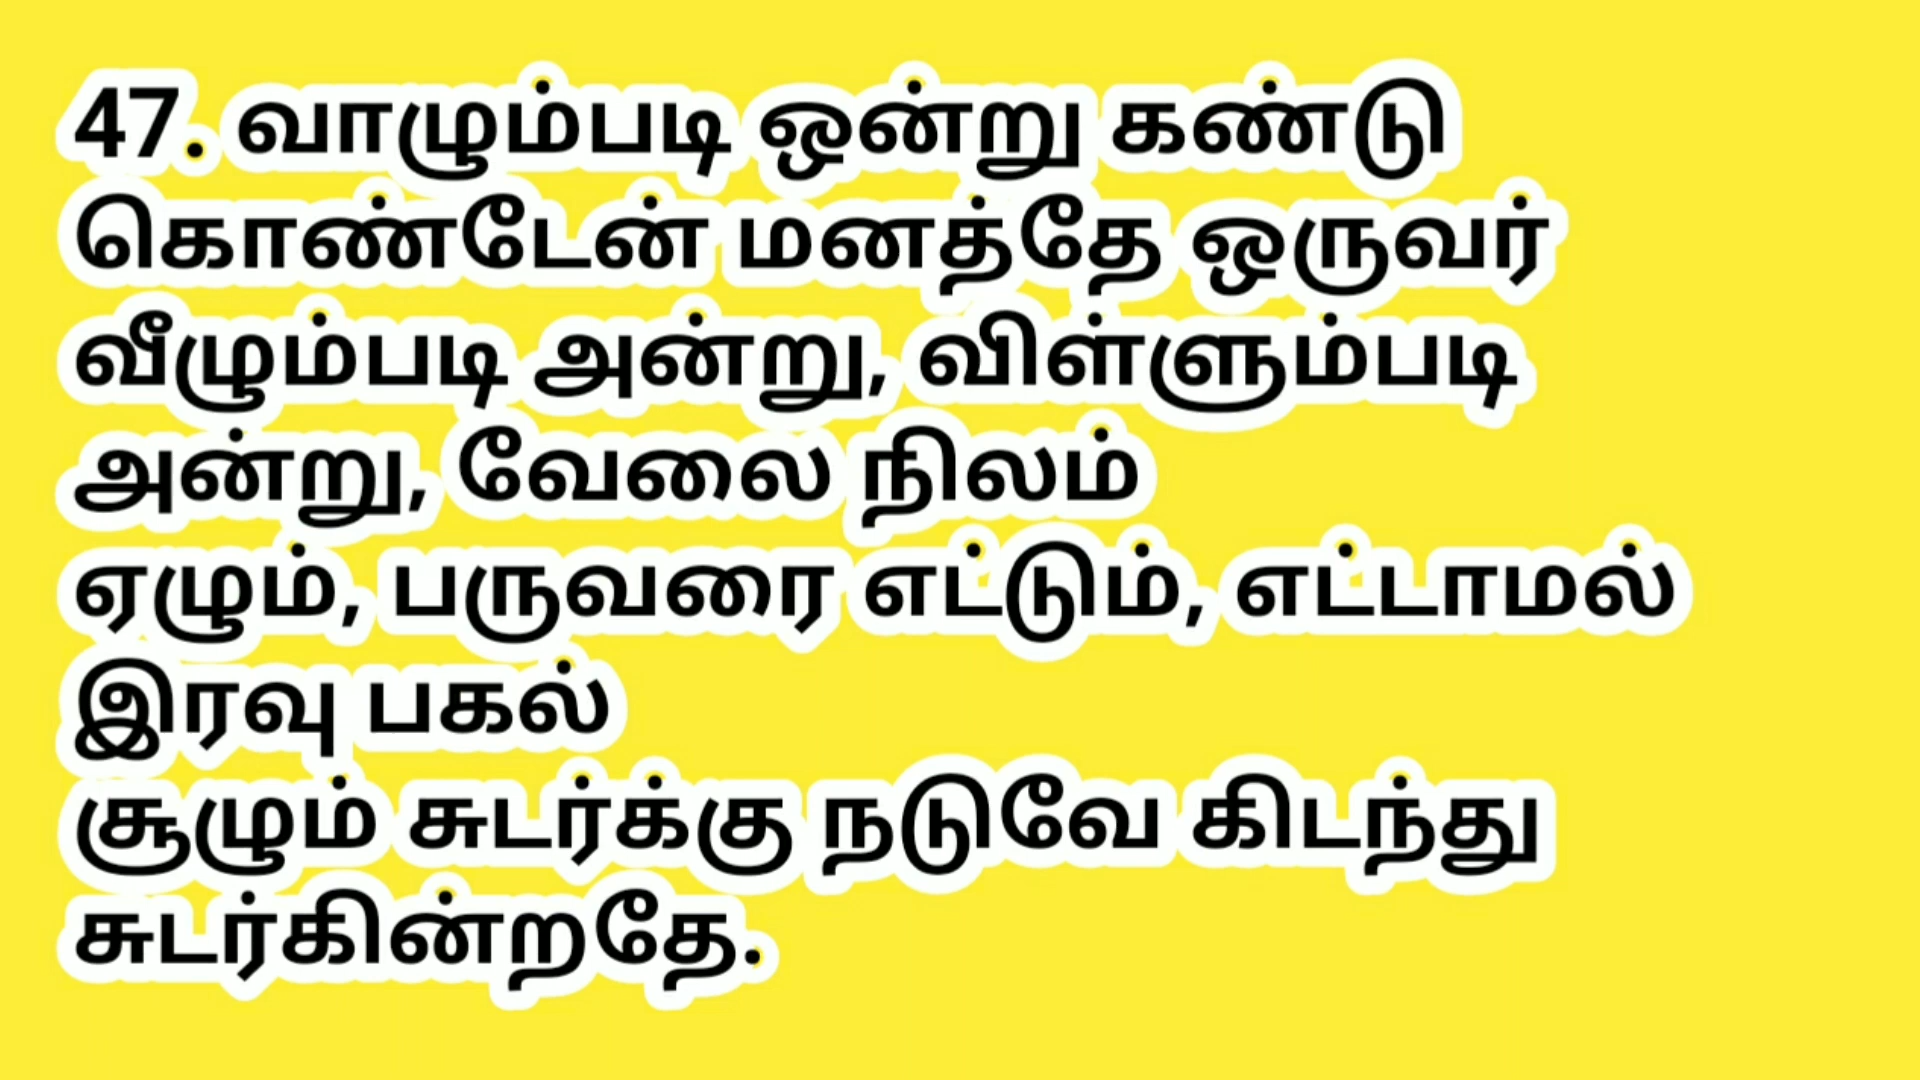 47. வாழும்படி ஒன்று கண்டு
கொண்டேன் மனத்தே ஒருவர்
வீழும்படி அன்று, விள்ளும்படி
அன்று, வேலை நிலம்
ஏழும், பருவரை எட்டும், எட்டாமல்
இரவு பகல்
சூழும் சுடர்க்கு நடுவே கிடந்து
சுடர்கின்றதே.